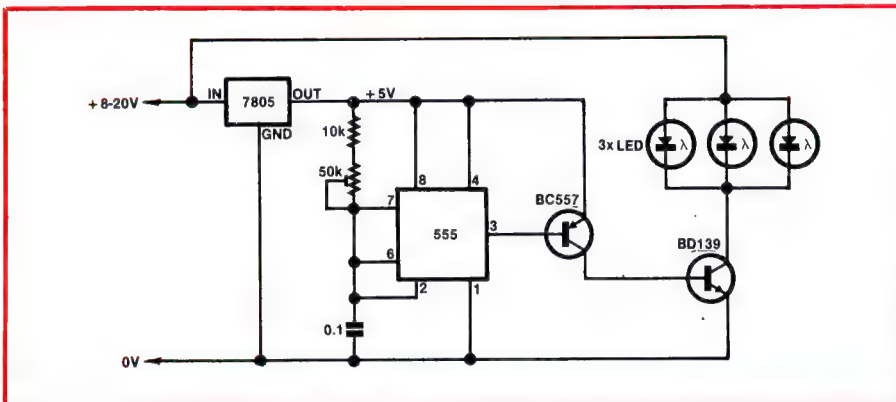 + 8-20V
IN
7805
OUT
GND
+ 5V
10k
50k
7
6
2
8
4
555
3
1
0.1
0V
BC557
BD139
3x LED
λ
λ
λ